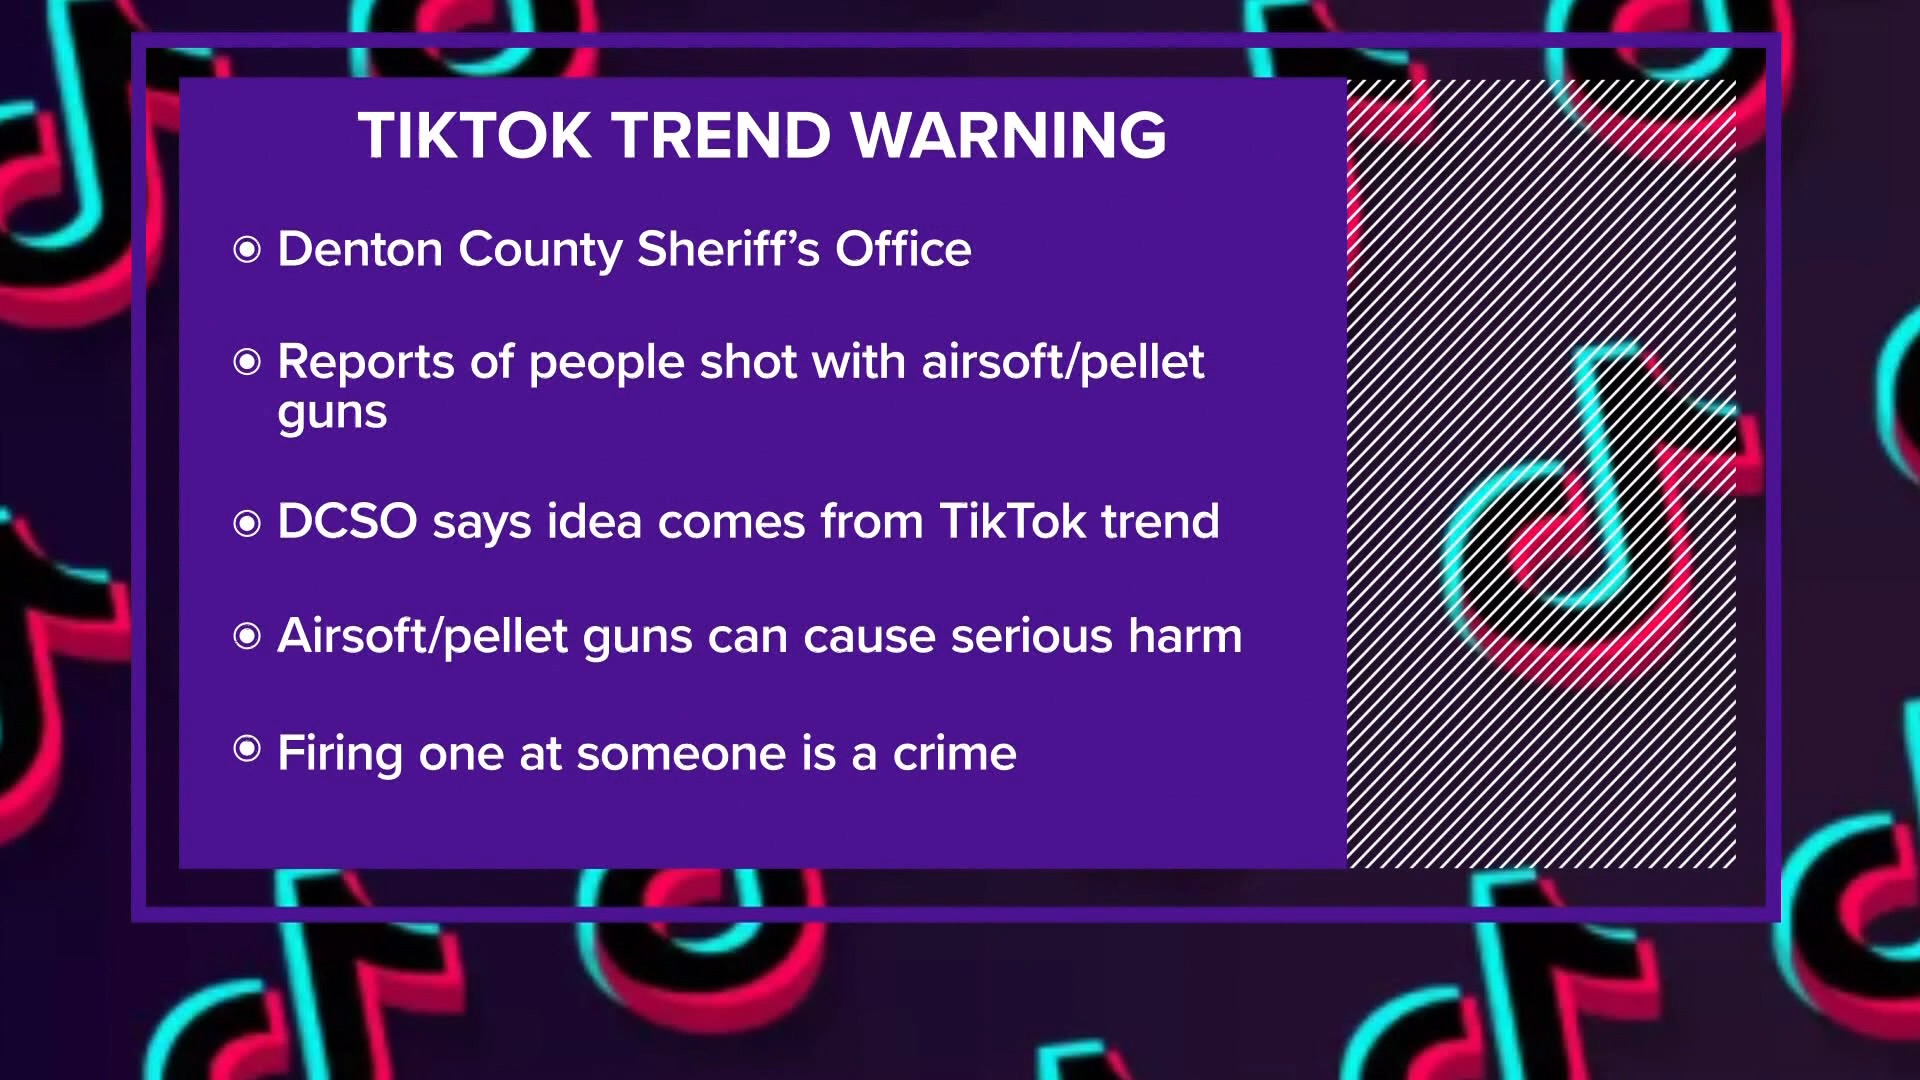 TIKTOK TREND WARNING
Denton County Sheriff’s Office
Reports of people shot with airsoft/pellet
guns
DCSO says idea comes from TikTok trend
Airsoft/pellet guns can cause serious harm
Firing one at someone is a crime